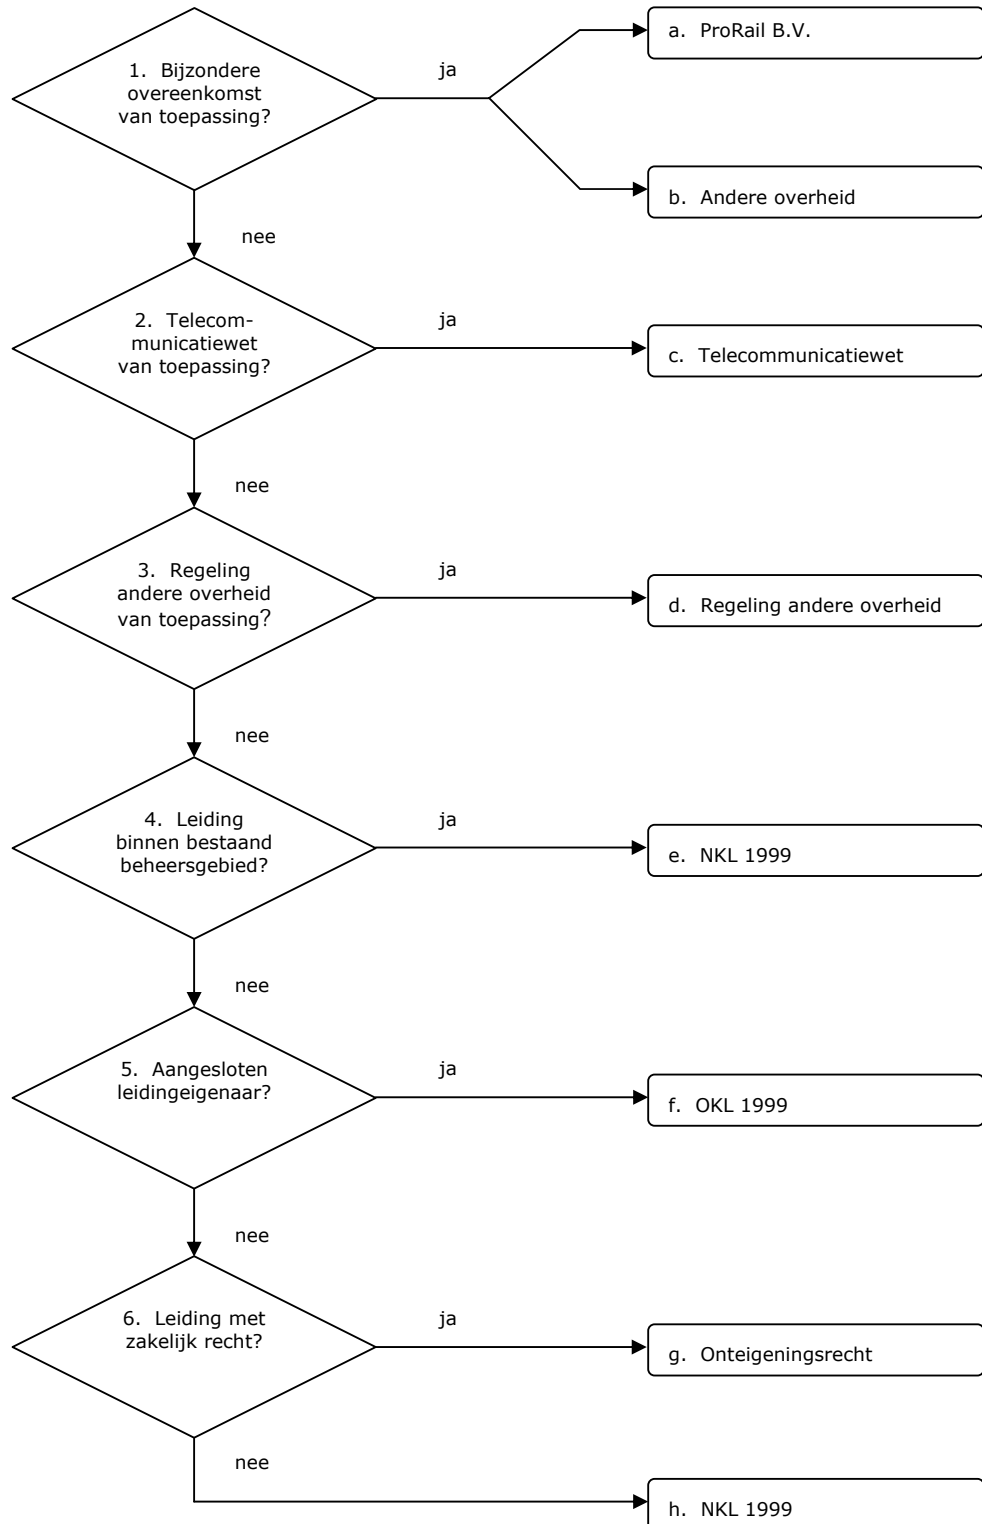 1. Bijzondere
overeenkomst
van toepassing?
ja
a. ProRail B.V.
b. Andere overheid
nee
2. Telecom-
municatiewet
van toepassing?
ja
c. Telecommunicatiewet
nee
3. Regeling
andere overheid
van toepassing?
ja
d. Regeling andere overheid
nee
4. Leiding
binnen bestaand
beheersgebied?
ja
e. NKL 1999
nee
5. Aangesloten
leidingeigenaar?
ja
f. OKL 1999
nee
6. Leiding met
zakelijk recht?
ja
g. Onteigeningsrecht
nee
h. NKL 1999